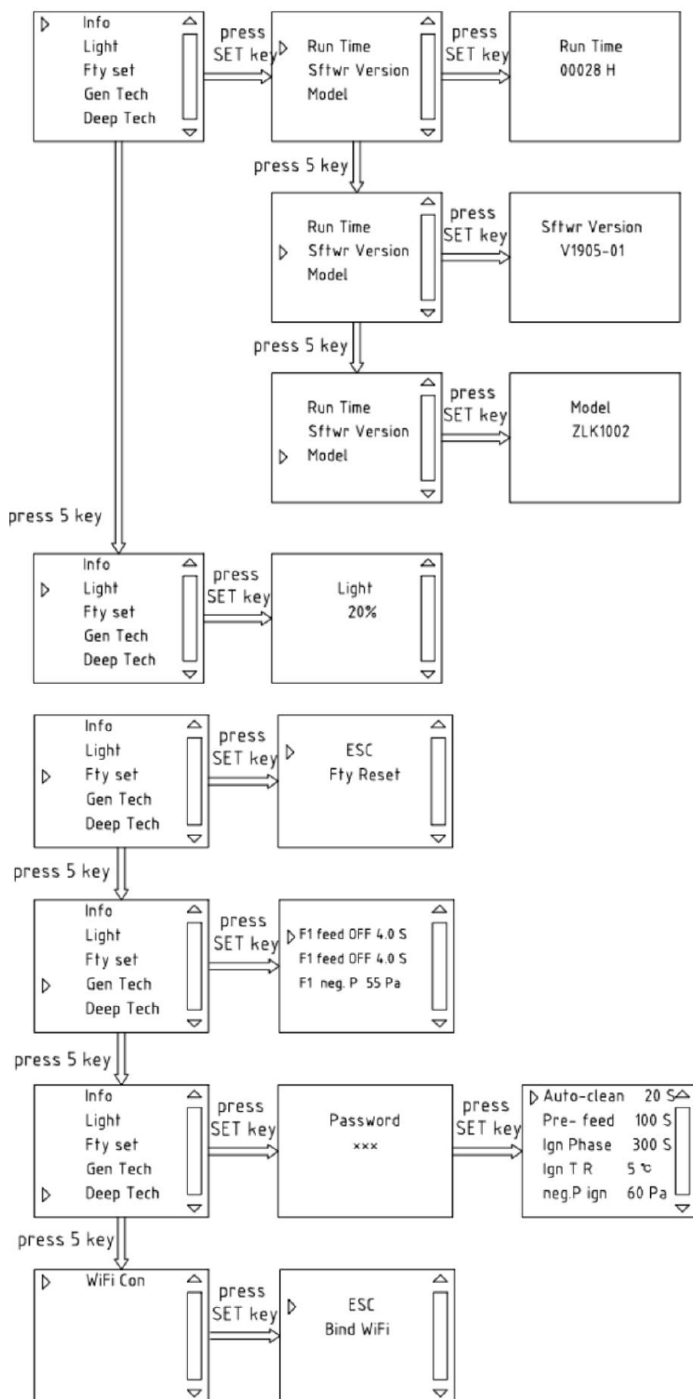 Info
Light
Fty set
Gen Tech
Deep Tech
press
SET key
Run Time
Sftwr Version
Model
press
SET key
Run Time
00028 H
press 5 key
Run Time
Sftwr Version
Model
press
SET key
Sftwr Version
V1905-01
press 5 key
Run Time
Sftwr Version
Model
press
SET key
Model
ZLK1002
press 5 key
Info
Light
Fty set
Gen Tech
Deep Tech
press
SET key
Light
20%
Info
Light
Fty set
Gen Tech
Deep Tech
press
SET key
ESC
Fty Reset
press 5 key
Info
Light
Fty set
Gen Tech
Deep Tech
press
SET key
F1 feed OFF 4.0 S
F1 feed OFF 4.0 S
F1 neg. P 55 Pa
press 5 key
Info
Light
Fty set
Gen Tech
Deep Tech
press
SET key
Password
×××
press
SET key
Auto-clean 20 S
Pre- feed 100 S
Ign Phase 300 S
Ign T R 5 ℃
neg.P ign 60 Pa
press 5 key
WiFi Con
press
SET key
ESC
Bind WiFi